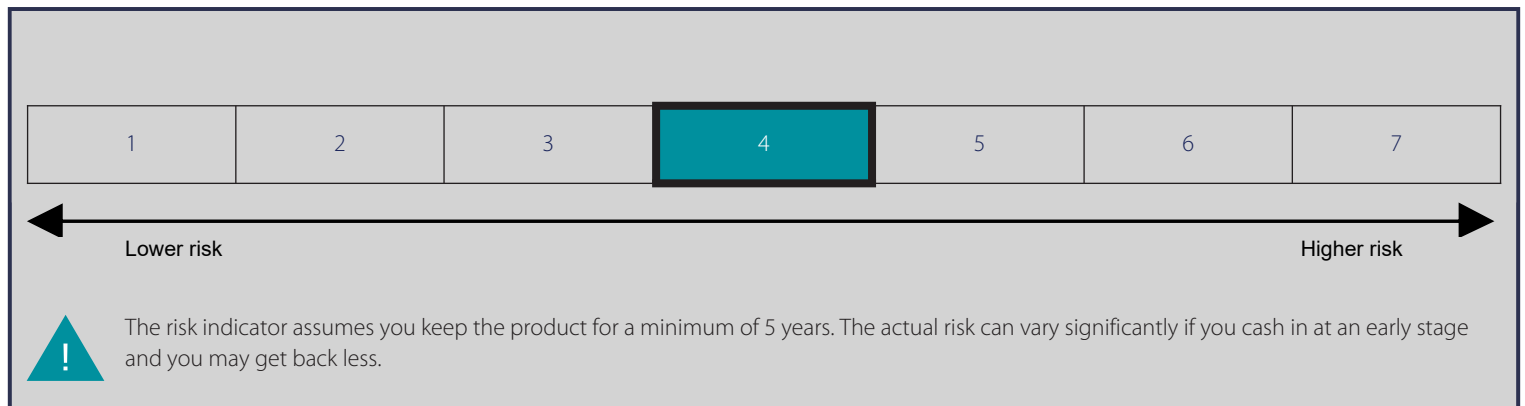 1 2 3 4 5 6 7
Lower risk Higher risk
The risk indicator assumes you keep the product for a minimum of 5 years. The actual risk can vary significantly if you cash in at an early stage
! and you may get back less.